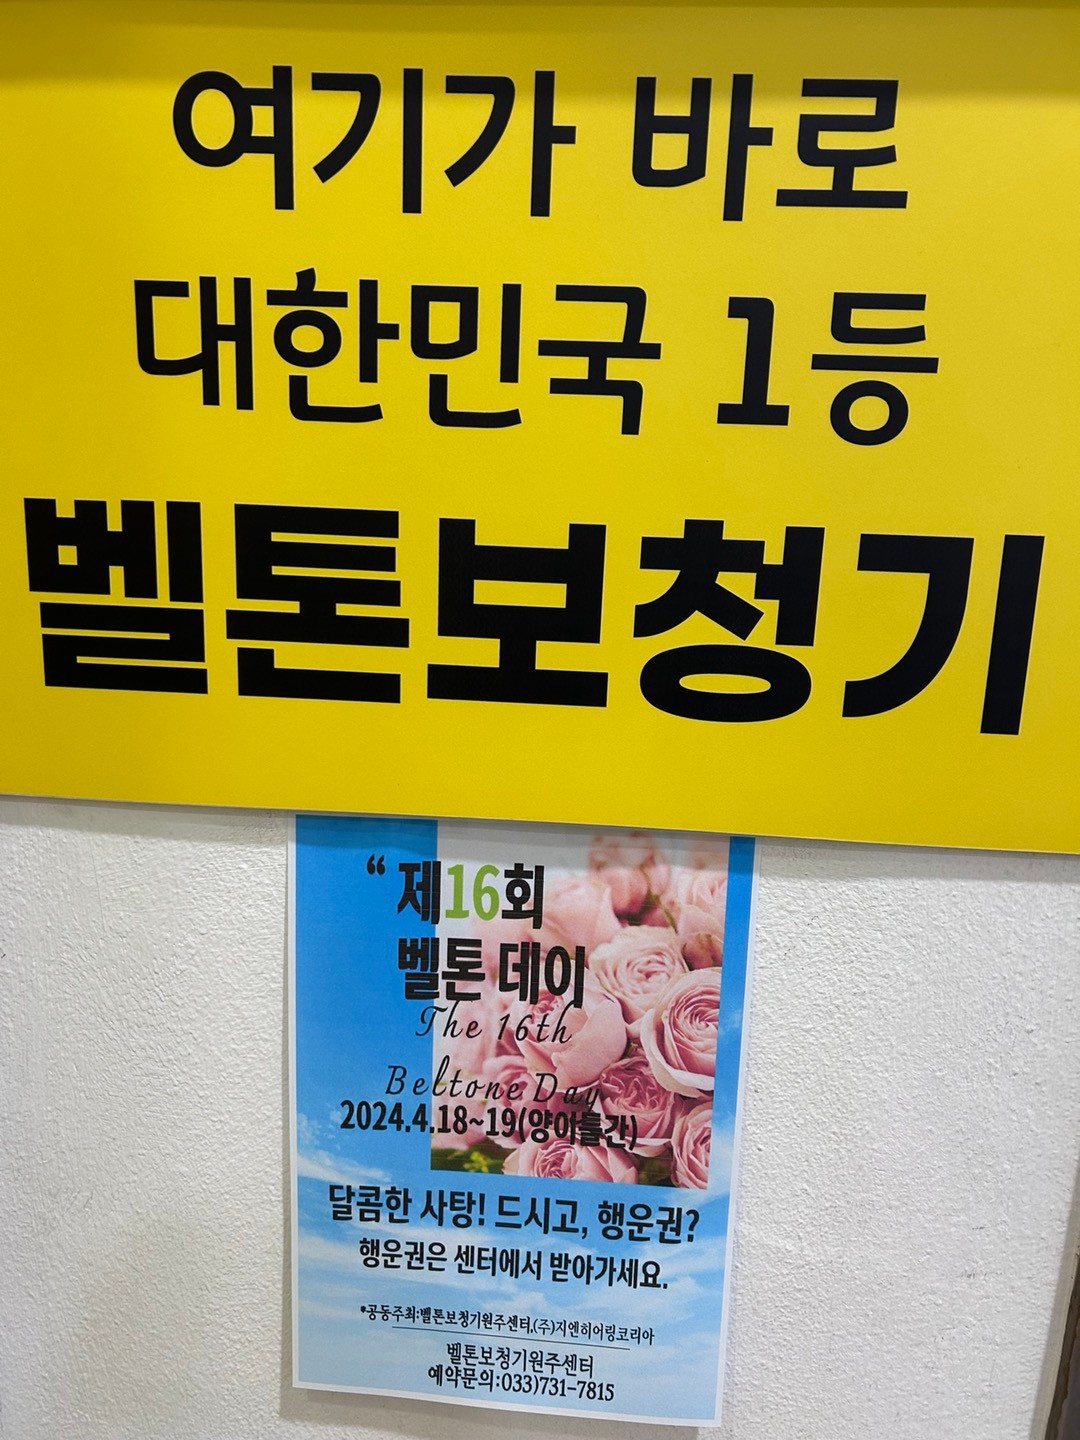 여기가 바로
대한민국 1등
벨톤보청기
“ 제16회
벨톤 데이
The 16th
Beltone Day
2024.4.18~19(양이틀간)
달콤한 사탕! 드시고, 행운권?
행운권은 센터에서 받아가세요.
*공동주최:벨톤보청기원주센터,(주)지엔히어링코리아
벨톤보청기원주센터
예약문의:033)731-7815